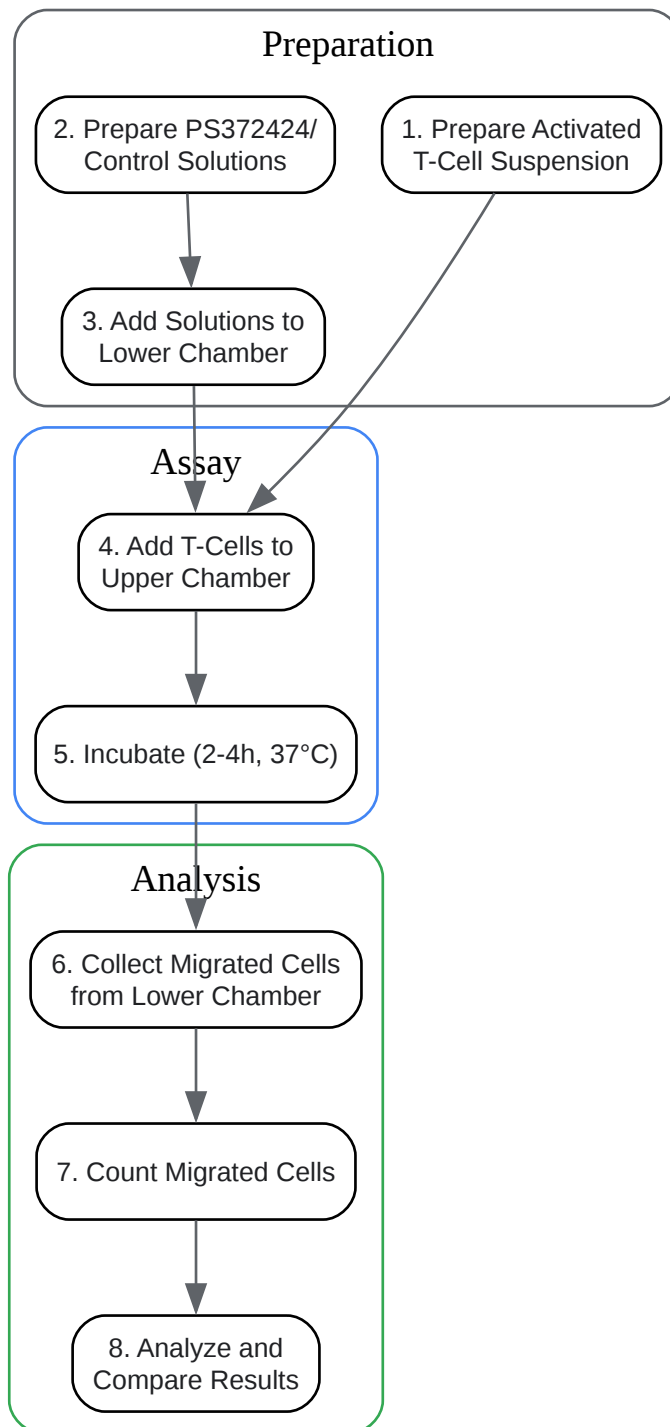 Preparation
2. Prepare PS372424/
Control Solutions
1. Prepare Activated
T-Cell Suspension
3. Add Solutions to
Lower Chamber
Assay
4. Add T-Cells to
Upper Chamber
5. Incubate (2-4h, 37°C)
Analysis
6. Collect Migrated Cells
from Lower Chamber
7. Count Migrated Cells
8. Analyze and
Compare Results